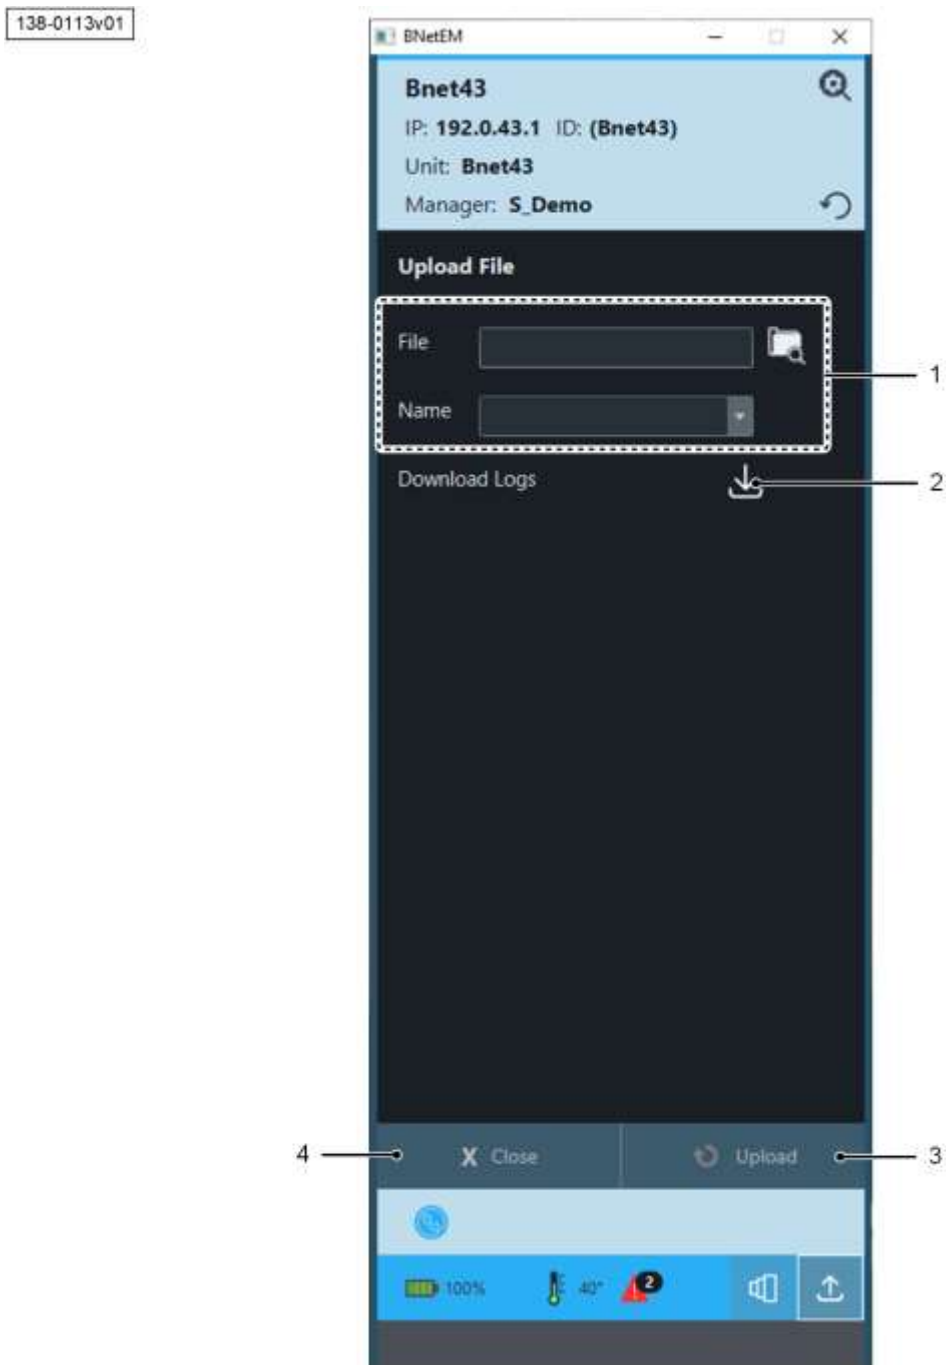 138-0113v01
BNetEM
Bnet43
IP: 192.0.43.1 ID: (Bnet43)
Unit: Bnet43
Manager: S_Demo
Upload File
File
1
Name
Download Logs
2
4
X Close
Upload
3
100%
40°
2